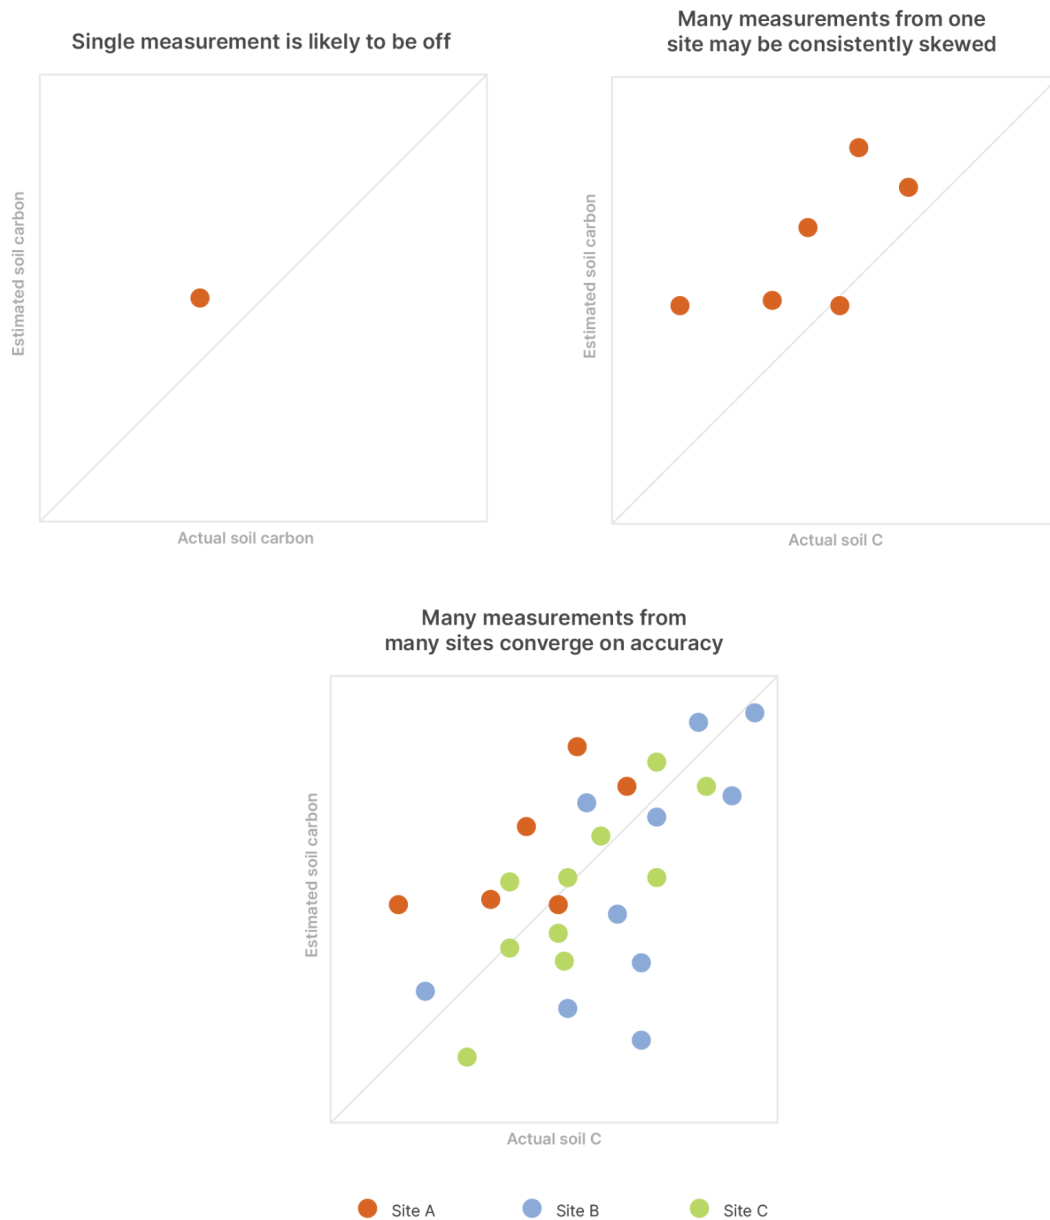 Single measurement is likely to be off
Estimated soil carbon
Actual soil carbon
Many measurements from one
site may be consistently skewed
Estimated soil carbon
Actual soil C
Many measurements from
many sites converge on accuracy
Estimated soil carbon
Actual soil C
Site A
Site B
Site C